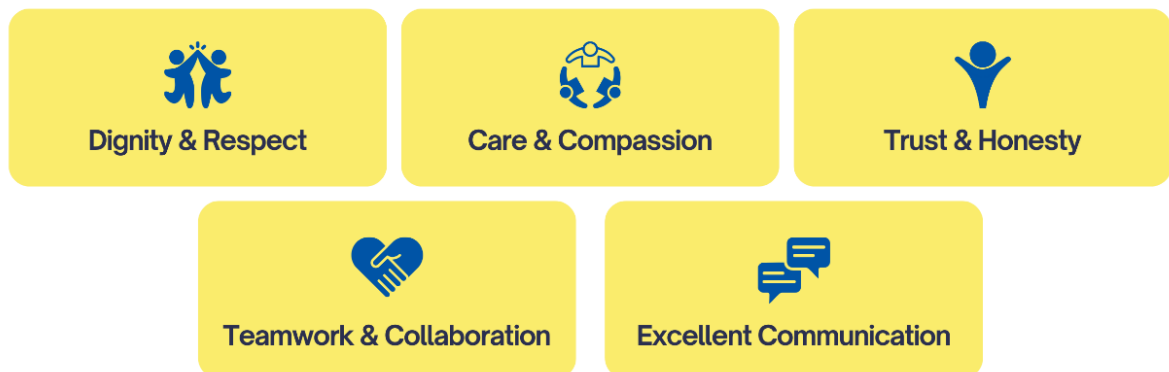 Dignity & Respect
Care & Compassion
Trust & Honesty
Teamwork & Collaboration
Excellent Communication